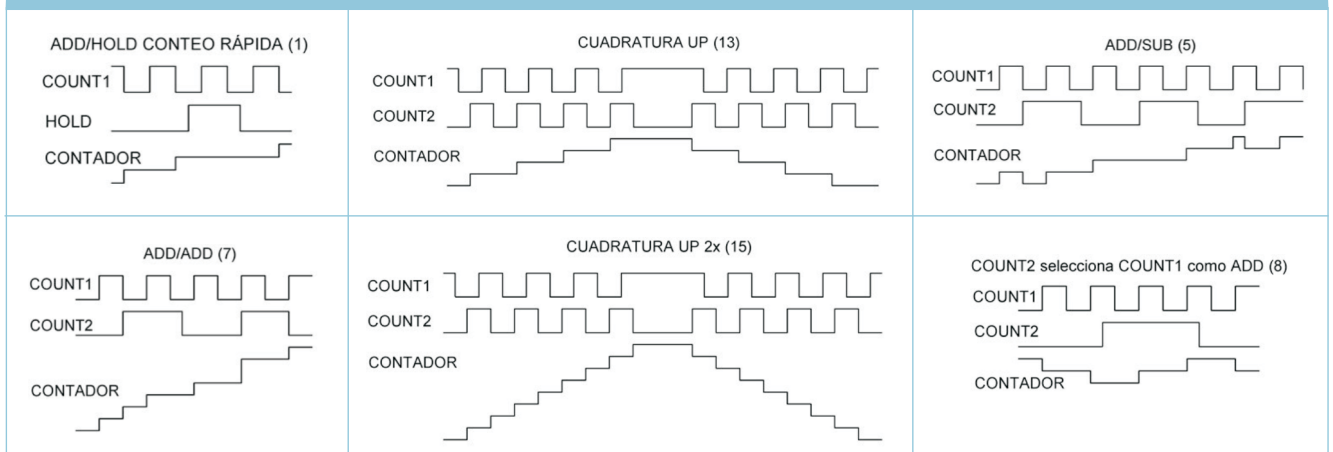 ADD/HOLD CONTEO RÁPIDA (1)
COUNT1
HOLD
CONTADOR
CUADRATURA UP (13)
COUNT1
COUNT2
CONTADOR
ADD/SUB (5)
COUNT1
COUNT2
CONTADOR
ADD/ADD (7)
COUNT1
COUNT2
CONTADOR
CUADRATURA UP 2x (15)
COUNT1
COUNT2
CONTADOR
COUNT2 selecciona COUNT1 como ADD (8)
COUNT1
COUNT2
CONTADOR